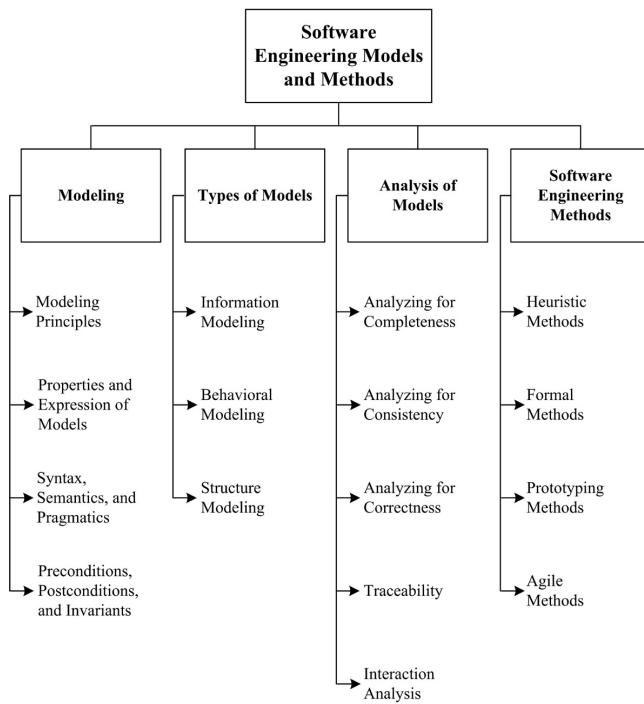 Software
Engineering Models
and Methods
Modeling
Types of Models
Analysis of
Models
Software
Engineering
Methods
Modeling
Principles
Properties and
Expression of
Models
Syntax,
Semantics, and
Pragmatics
Preconditions,
Postconditions,
and Invariants
Information
Modeling
Behavioral
Modeling
Structure
Modeling
Analyzing for
Completeness
Analyzing for
Consistency
Analyzing for
Correctness
Traceability
Interaction
Analysis
Heuristic
Methods
Formal
Methods
Prototyping
Methods
Agile
Methods